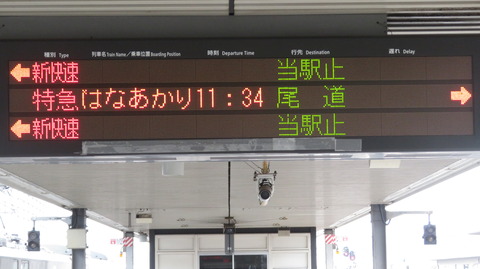 種別 Type 列車名 Train Name／乗車位置 Boarding Position 時刻 Departure Time 行先 Destination 遅れ Delay
新快速 当駅止
特急 はなあかり 11：34 尾道
新快速 当駅止